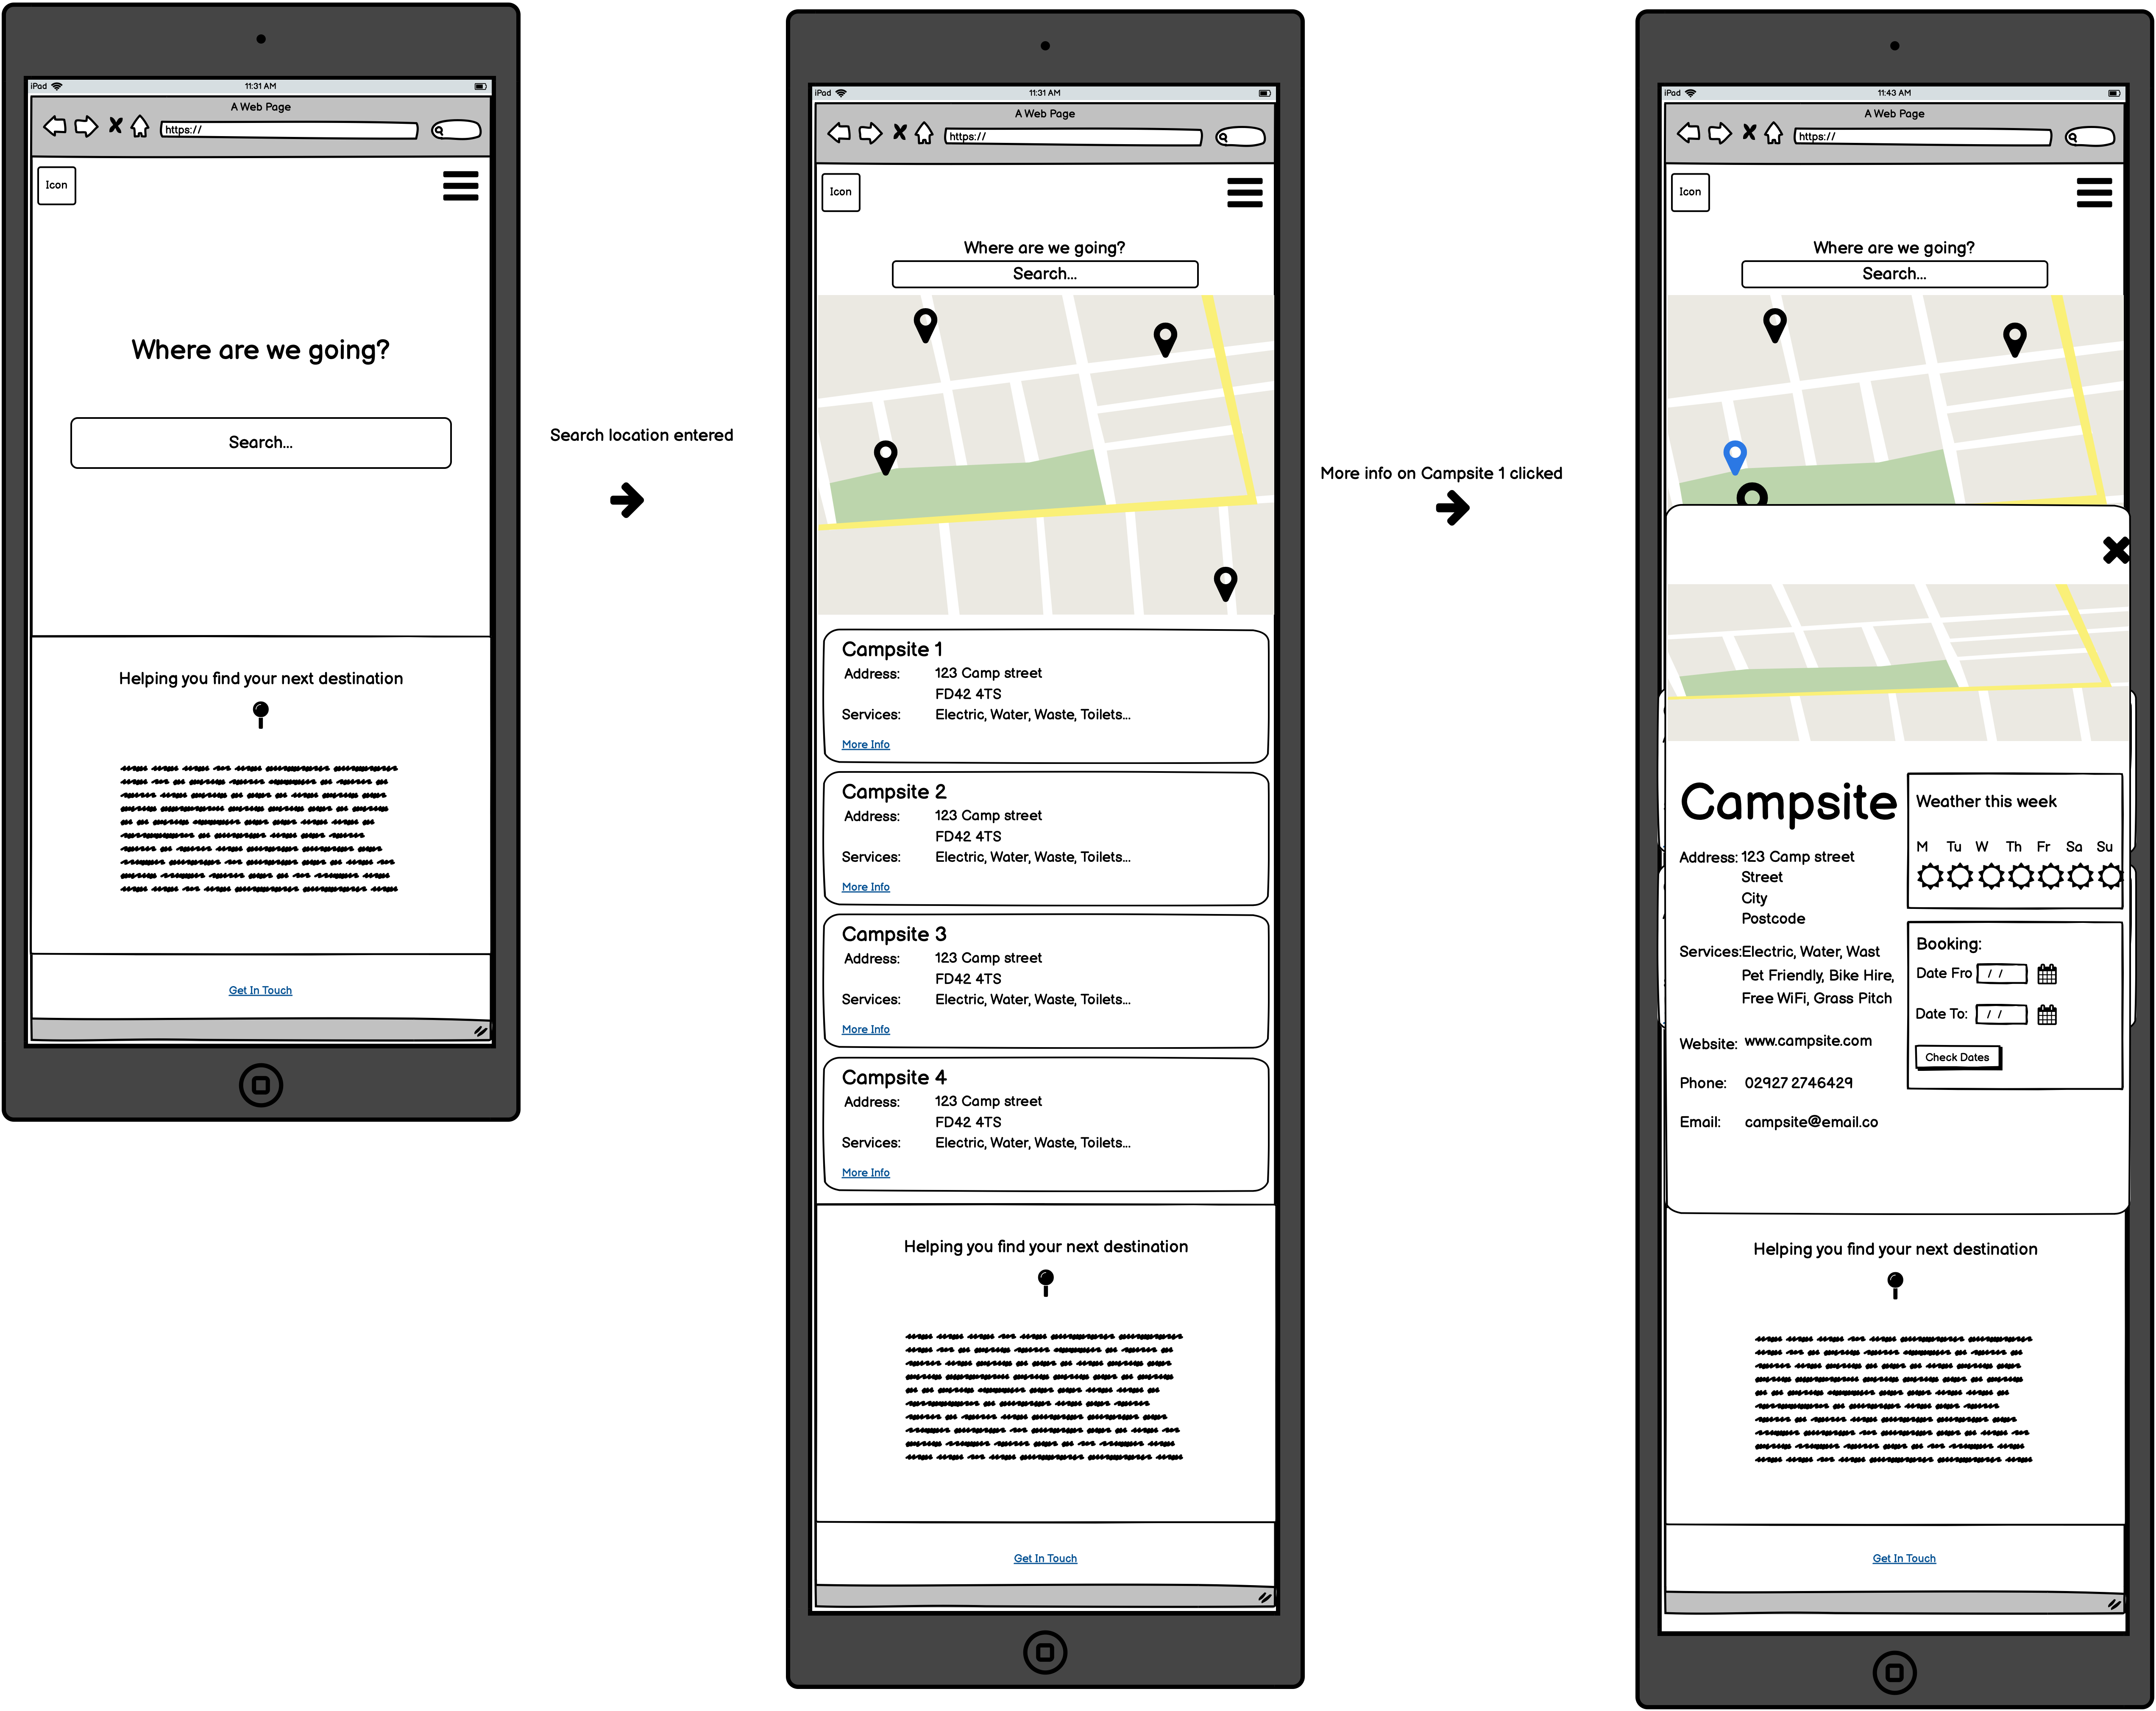 iPad
11:31 AM
A Web Page
https://
Icon
Where are we going?
Search...
Helping you find your next destination
Get In Touch
Search location entered
iPad
11:31 AM
A Web Page
https://
Icon
Where are we going?
Search...
Campsite 1
Address: 123 Camp street
FD42 4TS
Services: Electric, Water, Waste, Toilets...
More Info
Campsite 2
Address: 123 Camp street
FD42 4TS
Services: Electric, Water, Waste, Toilets...
More Info
Campsite 3
Address: 123 Camp street
FD42 4TS
Services: Electric, Water, Waste, Toilets...
More Info
Campsite 4
Address: 123 Camp street
FD42 4TS
Services: Electric, Water, Waste, Toilets...
More Info
Helping you find your next destination
Get In Touch
More info on Campsite 1 clicked
iPad
11:43 AM
A Web Page
https://
Icon
Where are we going?
Search...
Campsite
Address: 123 Camp street
Street
City
Postcode
Services: Electric, Water, Wast
Pet Friendly, Bike Hire,
Free WiFi, Grass Pitch
Website: www.campsite.com
Phone: 02927 2746429
Email: campsite@email.co
Weather this week
M Tu W Th Fr Sa Su
Booking:
Date Fro / /
Date To: / /
Check Dates
Helping you find your next destination
Get In Touch